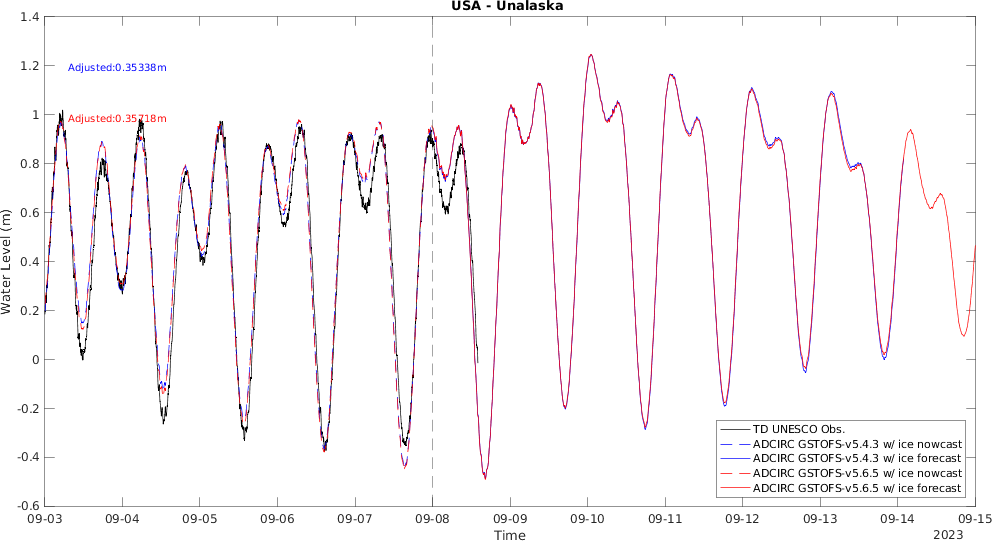 USA - Unalaska
Adjusted:0.35338m
Adjusted:0.35718m
Water Level (m)
1.4
1.2
1
0.8
0.6
0.4
0.2
0
-0.2
-0.4
-0.6
TD UNESCO Obs.
ADCIRC GSTOFS-v5.4.3 w/ ice nowcast
ADCIRC GSTOFS-v5.4.3 w/ ice forecast
ADCIRC GSTOFS-v5.6.5 w/ ice nowcast
ADCIRC GSTOFS-v5.6.5 w/ ice forecast
09-03 09-04 09-05 09-06 09-07 09-08 09-09 09-10 09-11 09-12 09-13 09-14 09-15
Time
2023